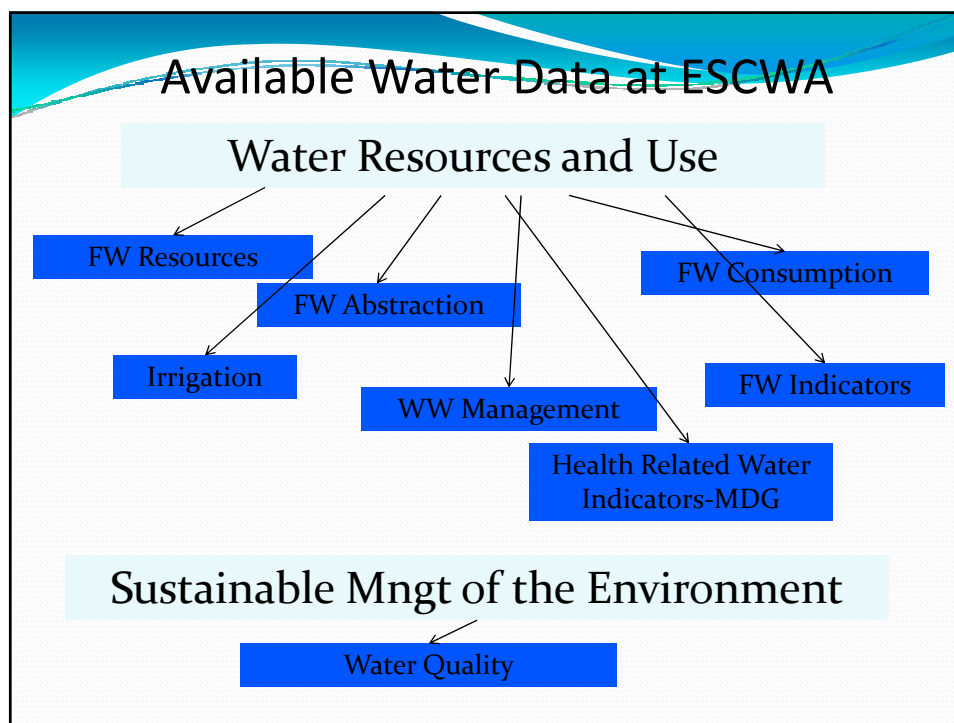 Available Water Data at ESCWA
Water Resources and Use
FW Resources
FW Consumption
FW Abstraction
Irrigation
FW Indicators
WW Management
Health Related Water
Indicators-MDG
Sustainable Mngt of the Environment
Water Quality